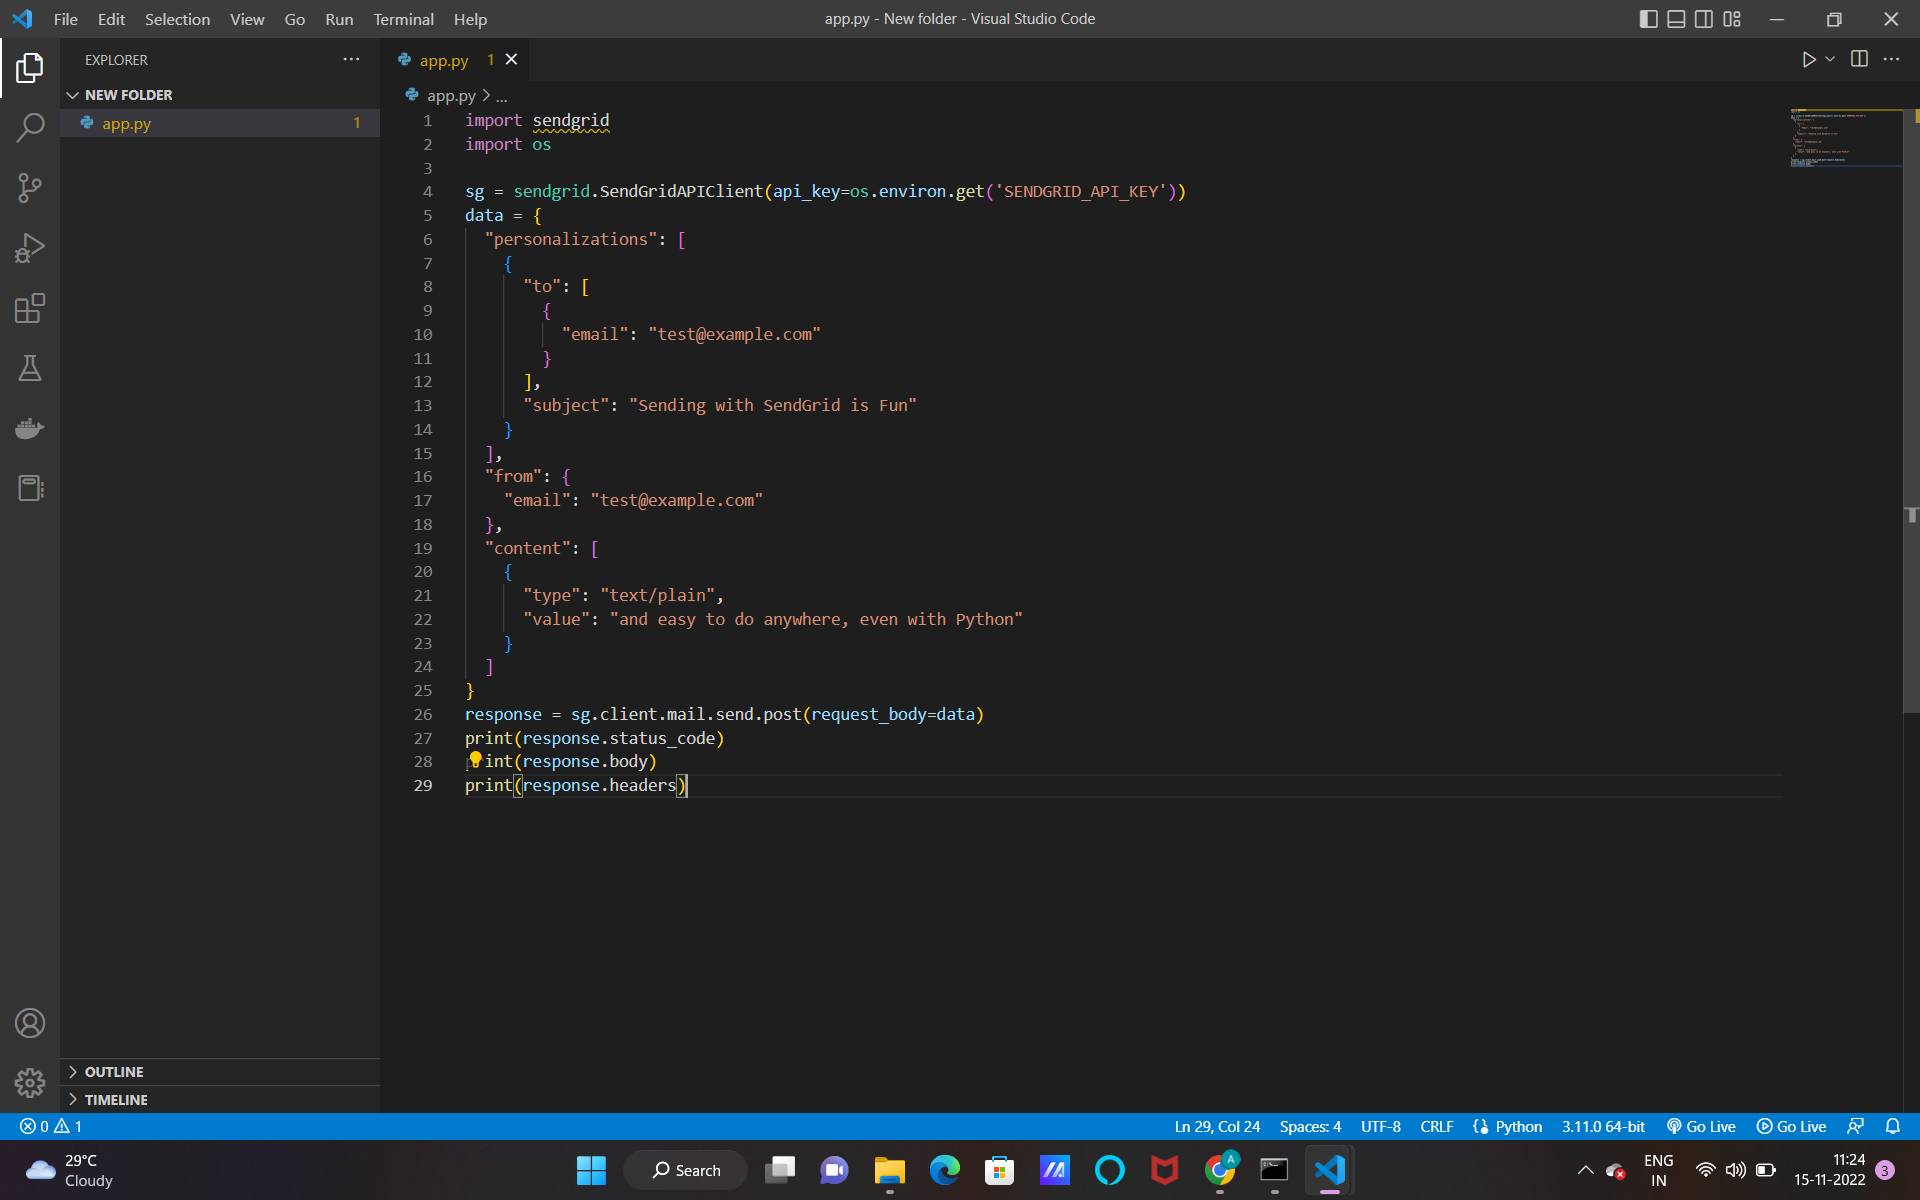 File Edit Selection View Go Run Terminal Help
app.py - New folder - Visual Studio Code
EXPLORER
NEW FOLDER
app.py 1
OUTLINE
TIMELINE
app.py 1
app.py > ...
1 import sendgrid
2 import os
3
4 sg = sendgrid.SendGridAPIClient(api_key=os.environ.get('SENDGRID_API_KEY'))
5 data = {
6   "personalizations": [
7     {
8       "to": [
9         {
10           "email": "test@example.com"
11         }
12       ],
13       "subject": "Sending with SendGrid is Fun"
14     }
15   ],
16   "from": {
17     "email": "test@example.com"
18   },
19   "content": [
20     {
21       "type": "text/plain",
22       "value": "and easy to do anywhere, even with Python"
23     }
24   ]
25 }
26 response = sg.client.mail.send.post(request_body=data)
27 print(response.status_code)
28 print(response.body)
29 print(response.headers)
0 1 Ln 29, Col 24 Spaces: 4 UTF-8 CRLF Python 3.11.0 64-bit Go Live Go Live
29°C
Cloudy
Search
A
ENG
IN
11:24
15-11-2022
3